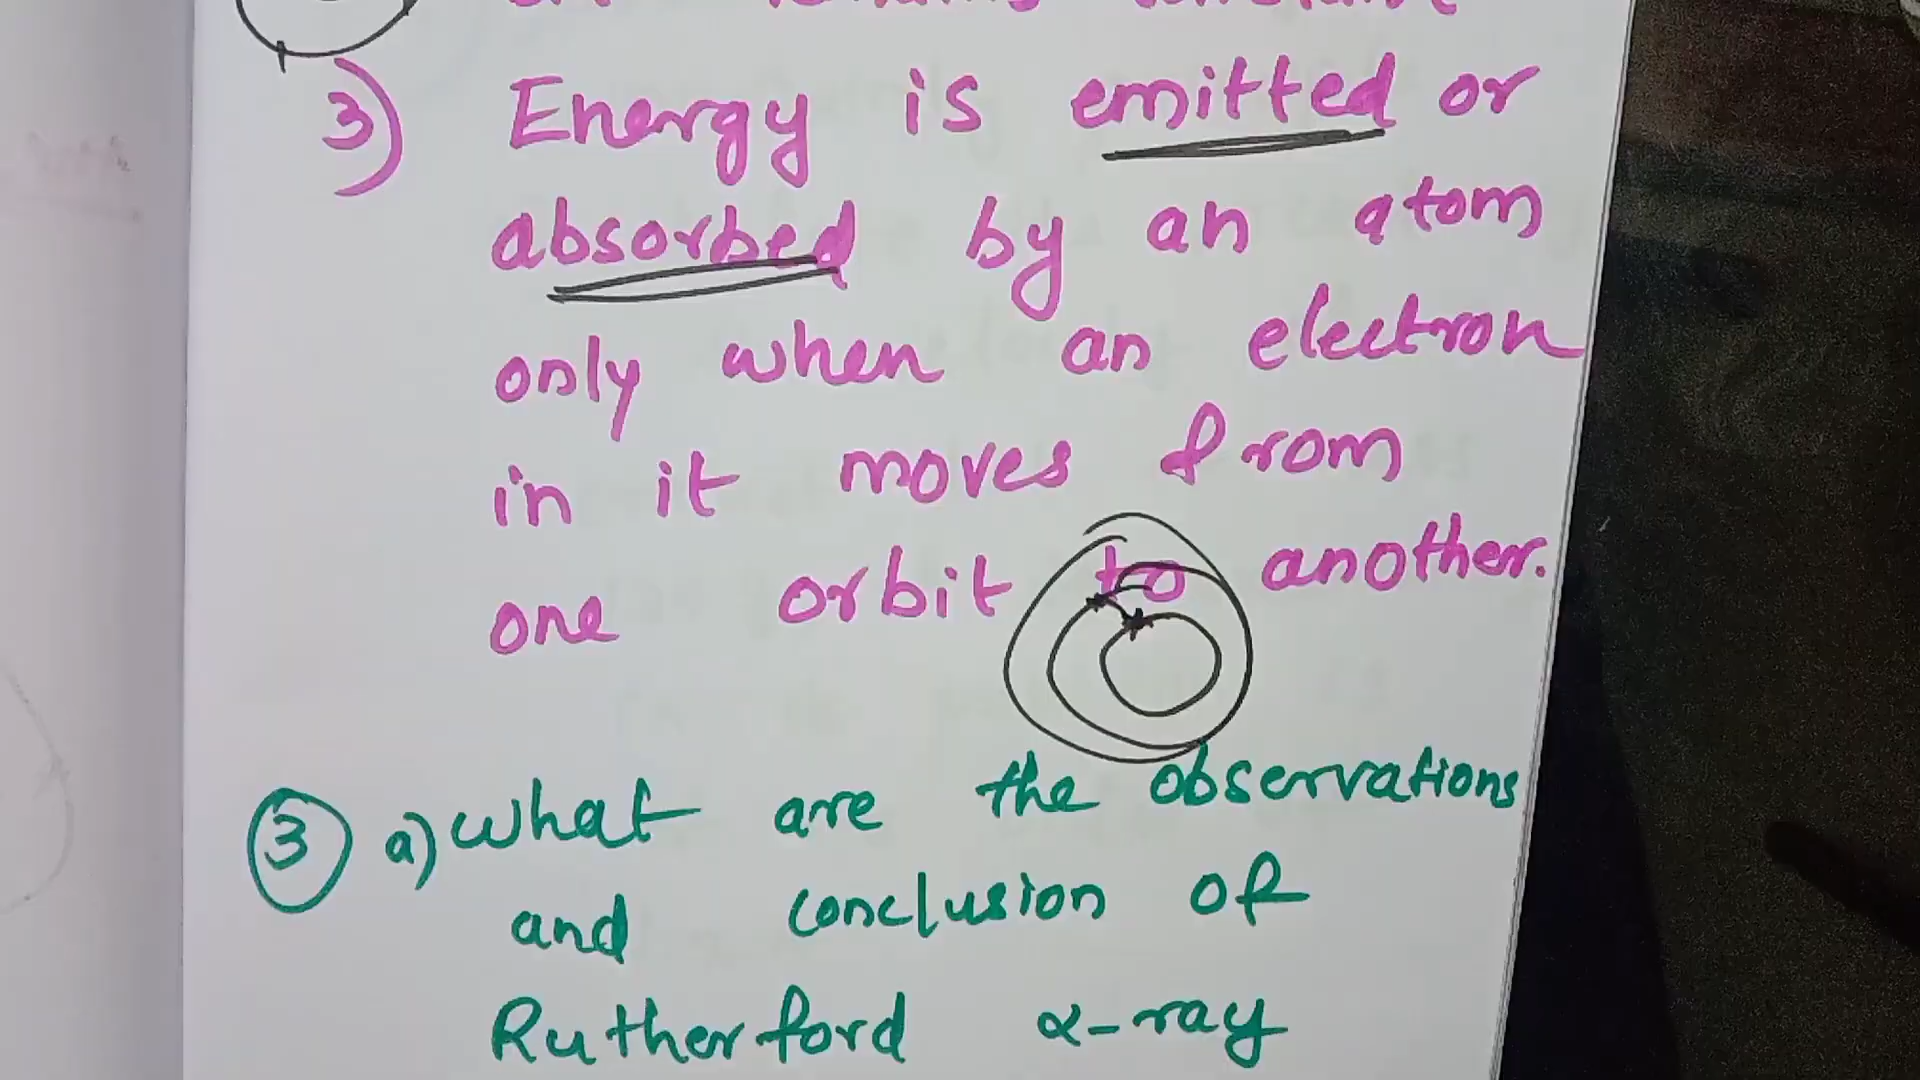 3) Energy is emitted or
absorbed by an atom
only when an electron
in it moves from
one orbit to another.
3 a) What are the observations
and conclusion of
Rutherford α-ray